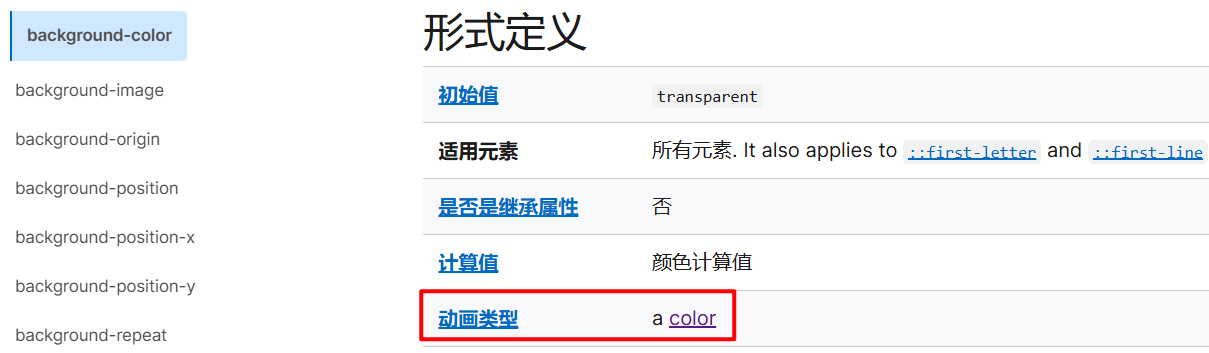 background-color
background-image
background-origin
background-position
background-position-x
background-position-y
background-repeat
形式定义
初始值 transparent
适用元素 所有元素. It also applies to ::first-letter and ::first-line
是否是继承属性 否
计算值 颜色计算值
动画类型 a color